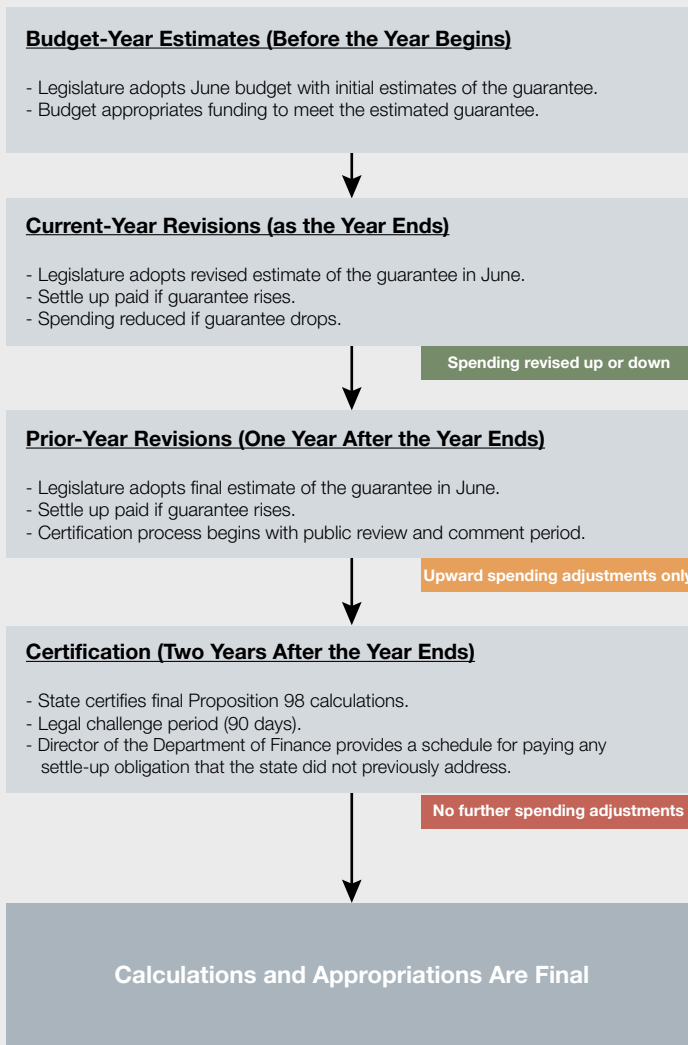 Budget-Year Estimates (Before the Year Begins)
- Legislature adopts June budget with initial estimates of the guarantee.
- Budget appropriates funding to meet the estimated guarantee.
Current-Year Revisions (as the Year Ends)
- Legislature adopts revised estimate of the guarantee in June.
- Settle up paid if guarantee rises.
- Spending reduced if guarantee drops.
Spending revised up or down
Prior-Year Revisions (One Year After the Year Ends)
- Legislature adopts final estimate of the guarantee in June.
- Settle up paid if guarantee rises.
- Certification process begins with public review and comment period.
Upward spending adjustments only
Certification (Two Years After the Year Ends)
- State certifies final Proposition 98 calculations.
- Legal challenge period (90 days).
- Director of the Department of Finance provides a schedule for paying any
settle-up obligation that the state did not previously address.
No further spending adjustments
Calculations and Appropriations Are Final